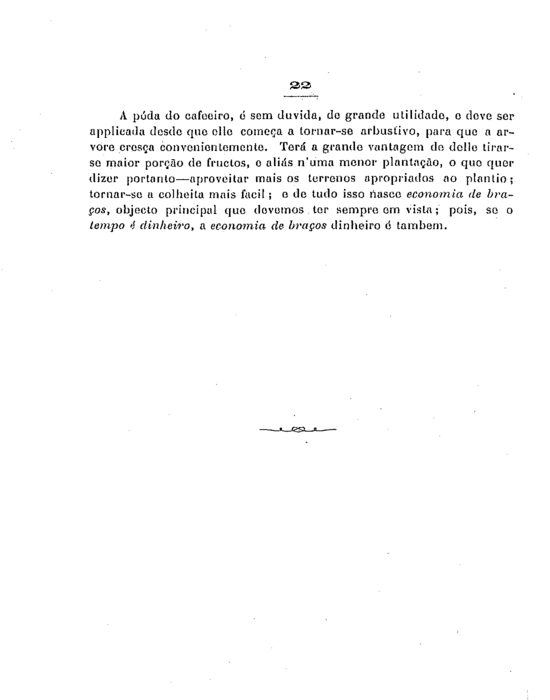 22
A póda do cafeeiro, é sem duvida, de grande utilidade, e deve ser
applicada desde que elle começa a tornar-se arbustivo, para que a ar-
vore cresça convenientemente. Terá a grande vantagem de delle tirar-
se maior porção de fructos, e aliás n'uma menor plantação, o que quer
dizer portanto—aproveitar mais os terrenos apropriados ao plantio;
tornar-se a colheita mais facil; e de tudo isso nasce economia de bra-
ços, objecto principal que devemos ter sempre em vista; pois, se o
tempo é dinheiro, a economia de braços dinheiro é tambem.